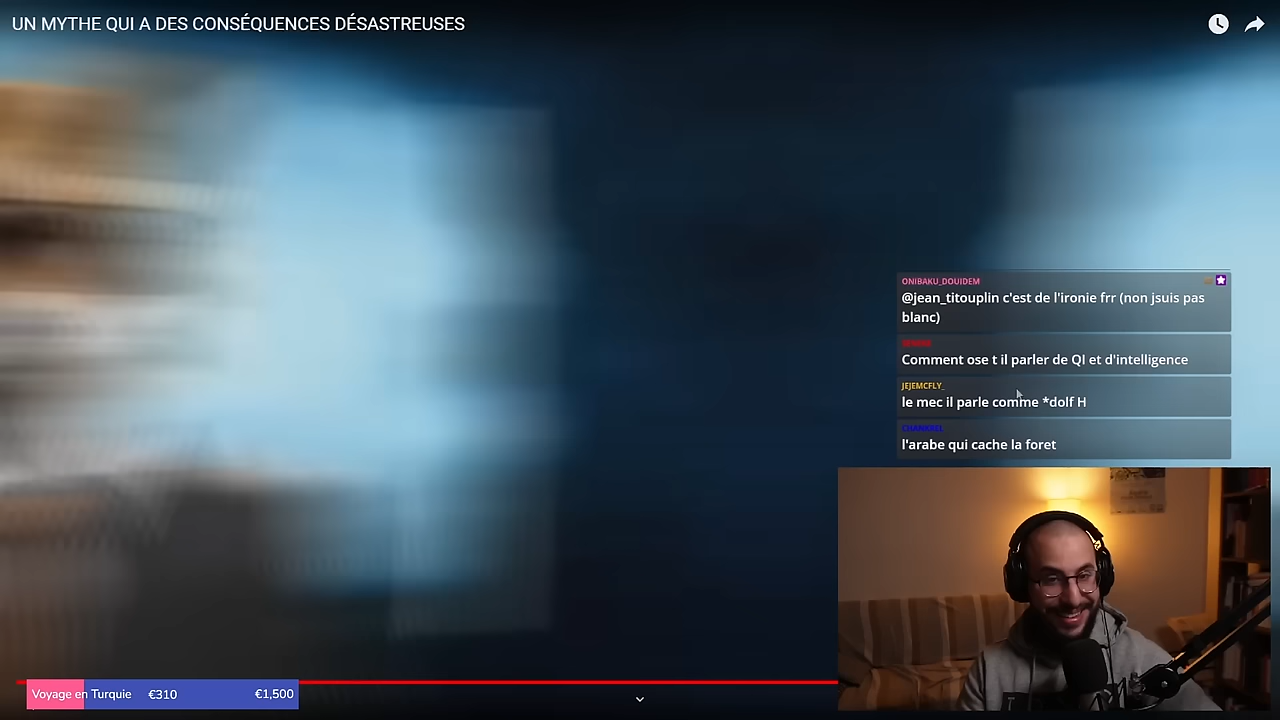 UN MYTHE QUI A DES CONSÉQUENCES DÉSASTREUSES
ONIBAKU_DOUIDEM
@jean_titouplin c'est de l'ironie frr (non jsuis pas
blanc)
Comment ose t il parler de QI et d'intelligence
JEJEMCFLY_
le mec il parle comme *dolf H
l'arabe qui cache la foret
Voyage en Turquie €310 €1,500